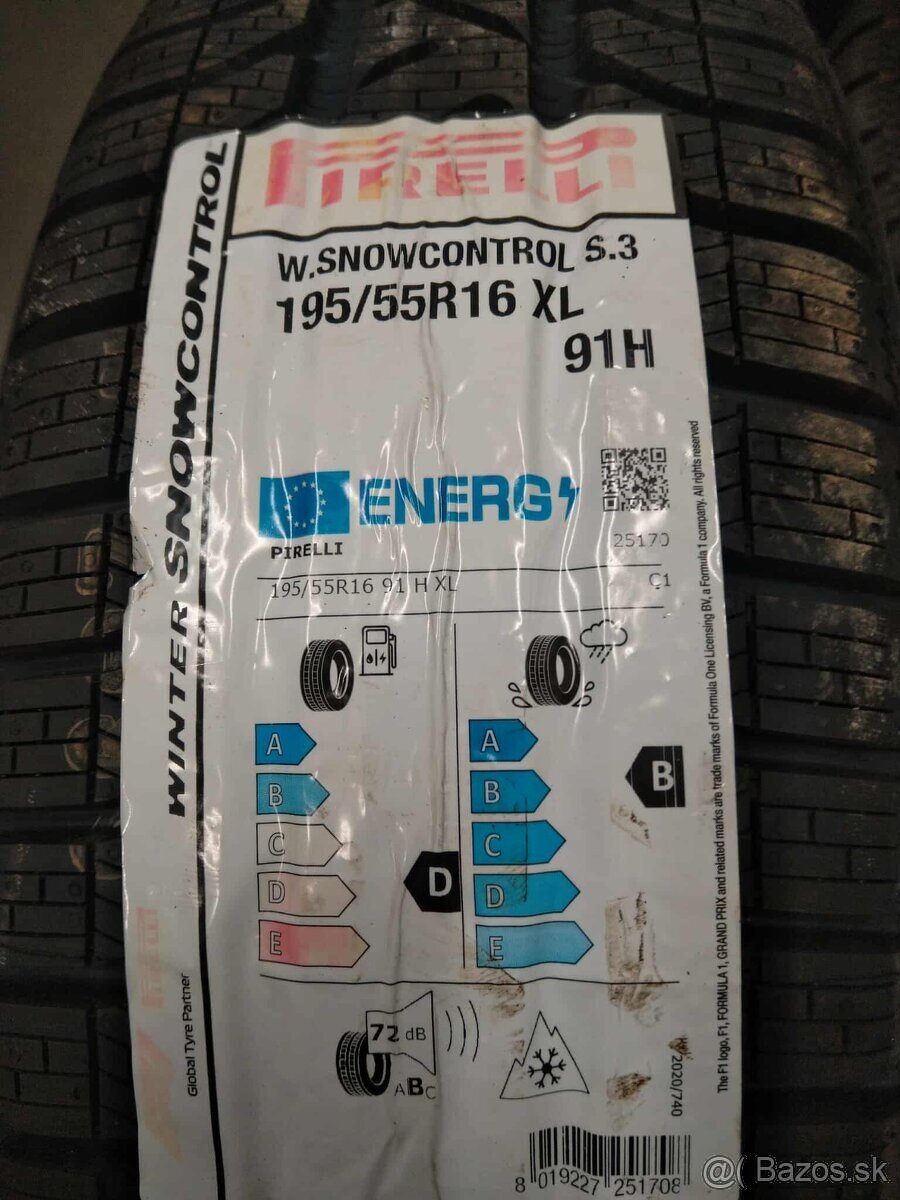 PIRELLI
WINTER SNOWCONTROL
W.SNOWCONTROL S.3
195/55R16 XL
91H
ENERG
PIRELLI
25170
195/55R16 91 H XL
C1
A
B
C
D
E
D
A
B
C
D
E
B
72 dB
ABC
2020/740
Global Tyre Partner
The F1 logo, F1, FORMULA 1, GRAND PRIX and related marks are trade marks of Formula One Licensing BV, a Formula 1 company. All rights reserved
8 019227 251708
@( Bazos.sk